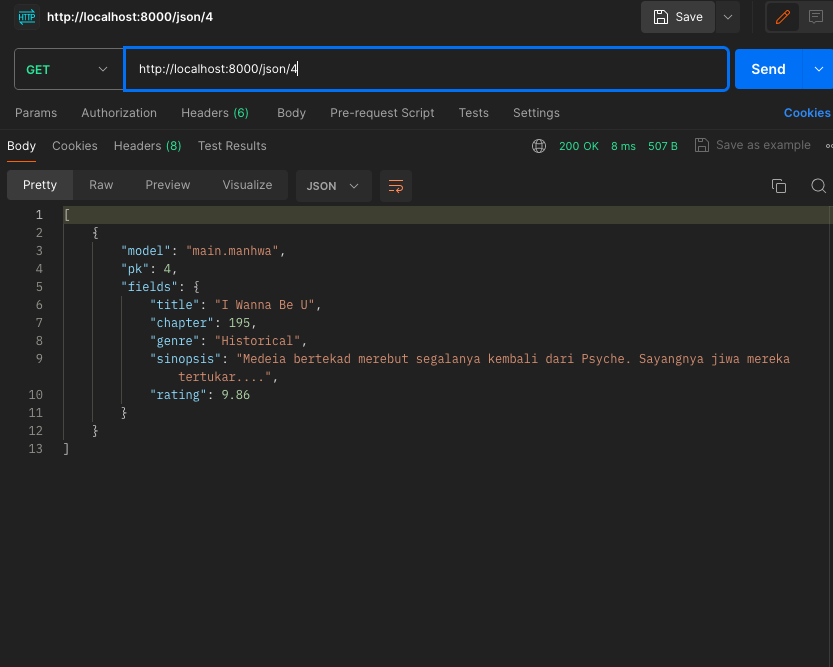 HTTP http://localhost:8000/json/4 Save
GET http://localhost:8000/json/4 Send
Params Authorization Headers (6) Body Pre-request Script Tests Settings Cookies
Body Cookies Headers (8) Test Results 200 OK 8 ms 507 B Save as example
Pretty Raw Preview Visualize JSON
1 [
2 {
3 "model": "main.manhwa",
4 "pk": 4,
5 "fields": {
6 "title": "I Wanna Be U",
7 "chapter": 195,
8 "genre": "Historical",
9 "sinopsis": "Medeia bertekad merebut segalanya kembali dari Psyche. Sayangnya jiwa mereka
tertukar....",
10 "rating": 9.86
11 }
12 }
13 ]